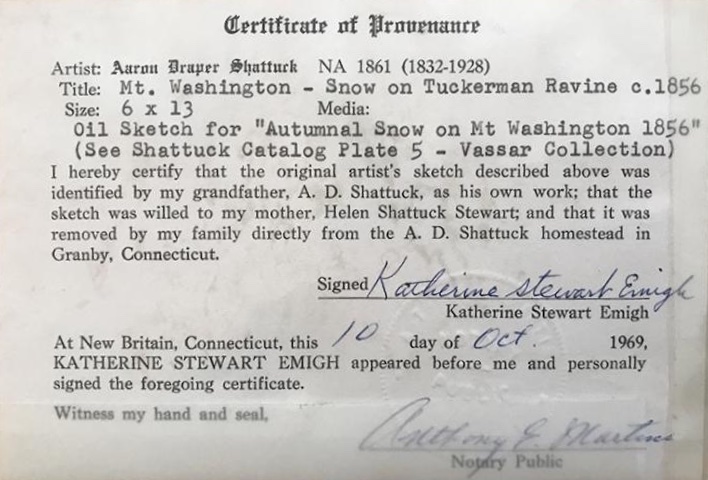 Certificate of Provenance
Artist: Aaron Draper Shattuck NA 1861 (1832-1928)
Title: Mt. Washington - Snow on Tuckerman Ravine c.1856
Size: 6 x 13 Media:
Oil Sketch for "Autumnal Snow on Mt Washington 1856"
(See Shattuck Catalog Plate 5 - Vassar Collection)
I hereby certify that the original artist's sketch described above was
identified by my grandfather, A. D. Shattuck, as his own work; that the
sketch was willed to my mother, Helen Shattuck Stewart; and that it was
removed by my family directly from the A. D. Shattuck homestead in
Granby, Connecticut.
Signed Katherine Stewart Emigh
Katherine Stewart Emigh
At New Britain, Connecticut, this 10 day of Oct. 1969,
KATHERINE STEWART EMIGH appeared before me and personally
signed the foregoing certificate.
Witness my hand and seal,
Anthony E. Martins
Notary Public